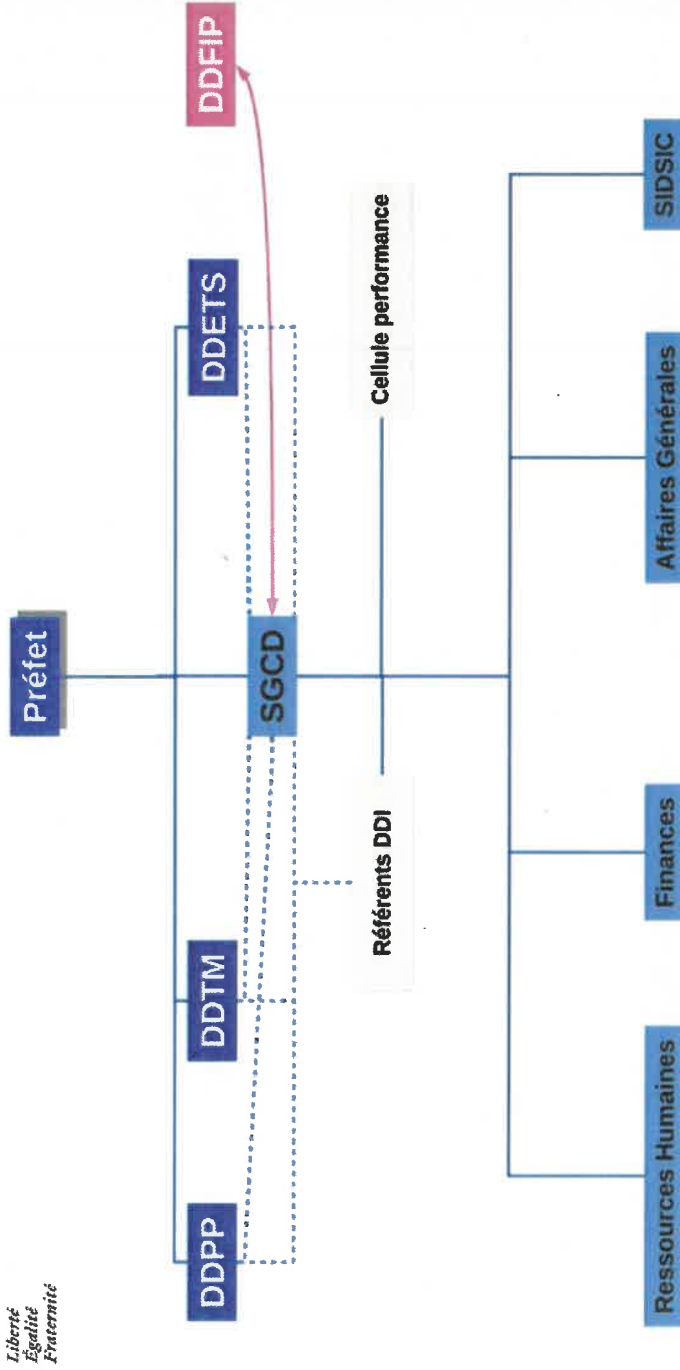 Liberté
Égalité
Fraternité
Préfet
DDPP
DDTM
DDETS
DDFIP
SGCD
Référents DDI
Cellule performance
Ressources Humaines
Finances
Affaires Générales
SIDSIC